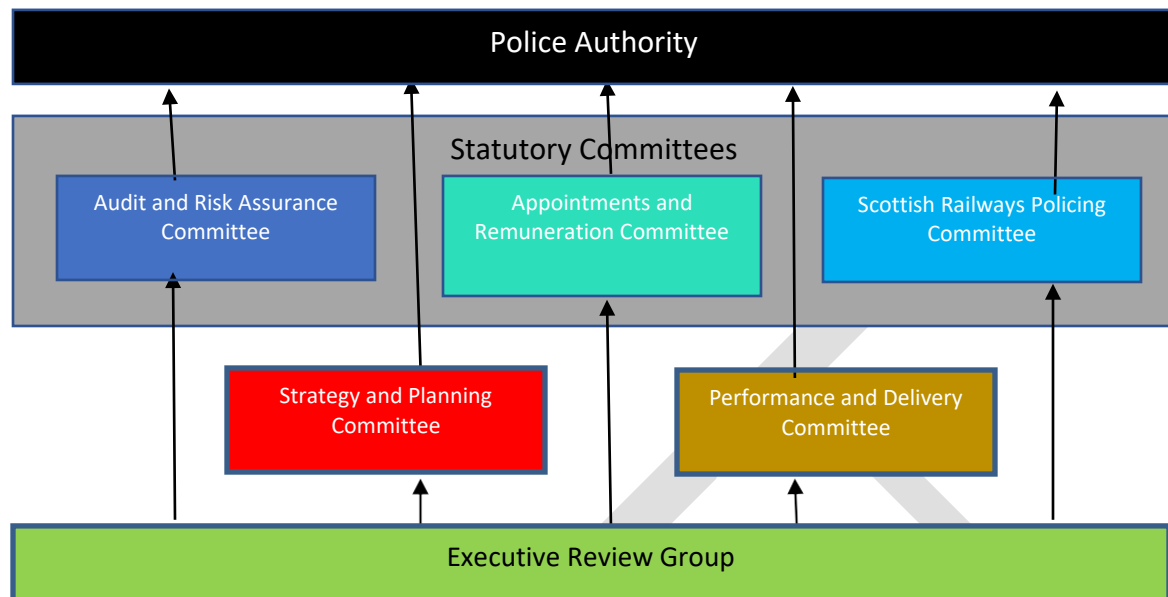 Police Authority
Statutory Committees
Audit and Risk Assurance
Committee
Appointments and
Remuneration Committee
Scottish Railways Policing
Committee
Strategy and Planning
Committee
Performance and Delivery
Committee
Executive Review Group